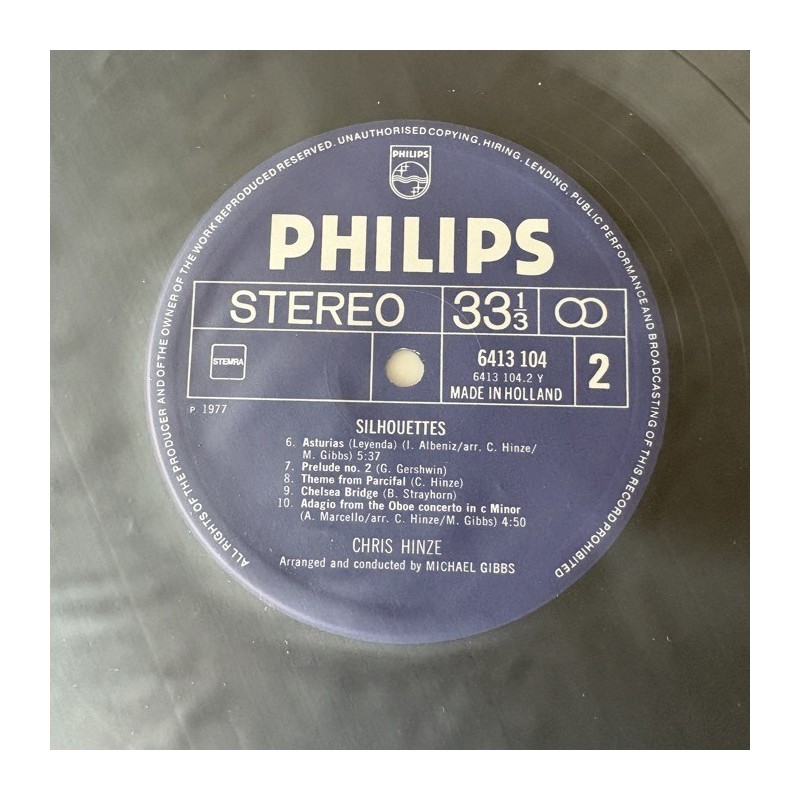 ALL RIGHTS OF THE PRODUCER AND OF THE OWNER OF THE WORK REPRODUCED RESERVED. UNAUTHORISED COPYING, HIRING, LENDING, PUBLIC PERFORMANCE AND BROADCASTING OF THIS RECORD PROHIBITED
PHILIPS
PHILIPS
STEREO 33 1/3
STEMRA
6413 104
6413 104.2 Y
MADE IN HOLLAND
2
P. 1977
SILHOUETTES
6. Asturias (Leyenda) (I. Albeniz/arr. C. Hinze/
M. Gibbs) 5:37
7. Prelude no. 2 (G. Gershwin)
8. Theme from Parcifal (C. Hinze)
9. Chelsea Bridge (B. Strayhorn)
10. Adagio from the Oboe concerto in c Minor
(A. Marcello/arr. C. Hinze/M. Gibbs) 4:50
CHRIS HINZE
Arranged and conducted by MICHAEL GIBBS